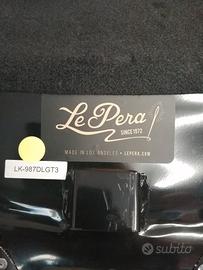 Le Pera
SINCE 1972
MADE IN LOS ANGELES • LEPERA.COM
LK-987DLGT3
subito